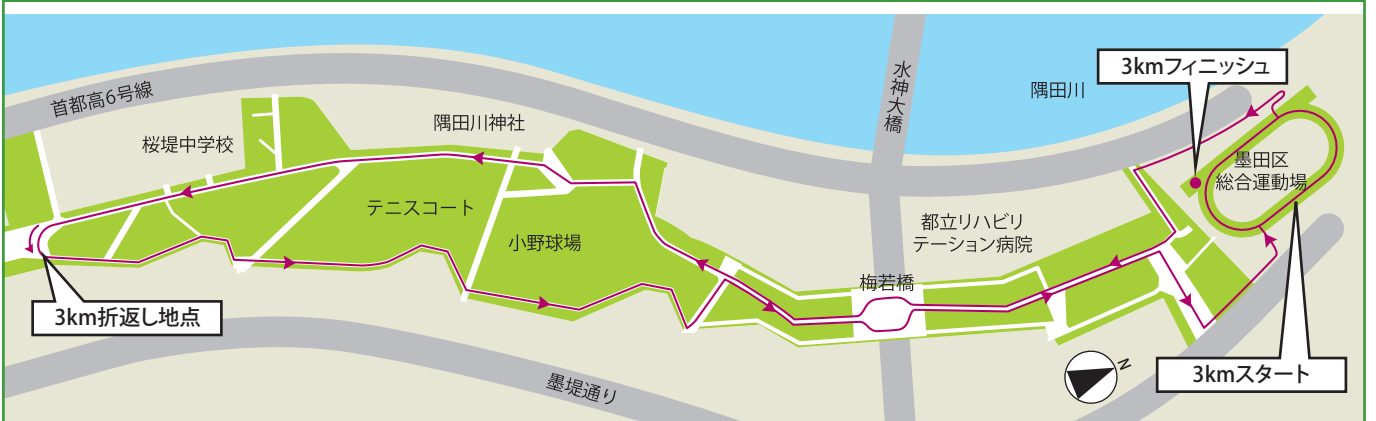 首都高6号線
桜堤中学校
隅田川神社
水神大橋
隅田川
3kmフィニッシュ
墨田区
総合運動場
テニスコート
小野球場
都立リハビリ
テーション病院
梅若橋
3km折返し地点
墨堤通り
N
3kmスタート